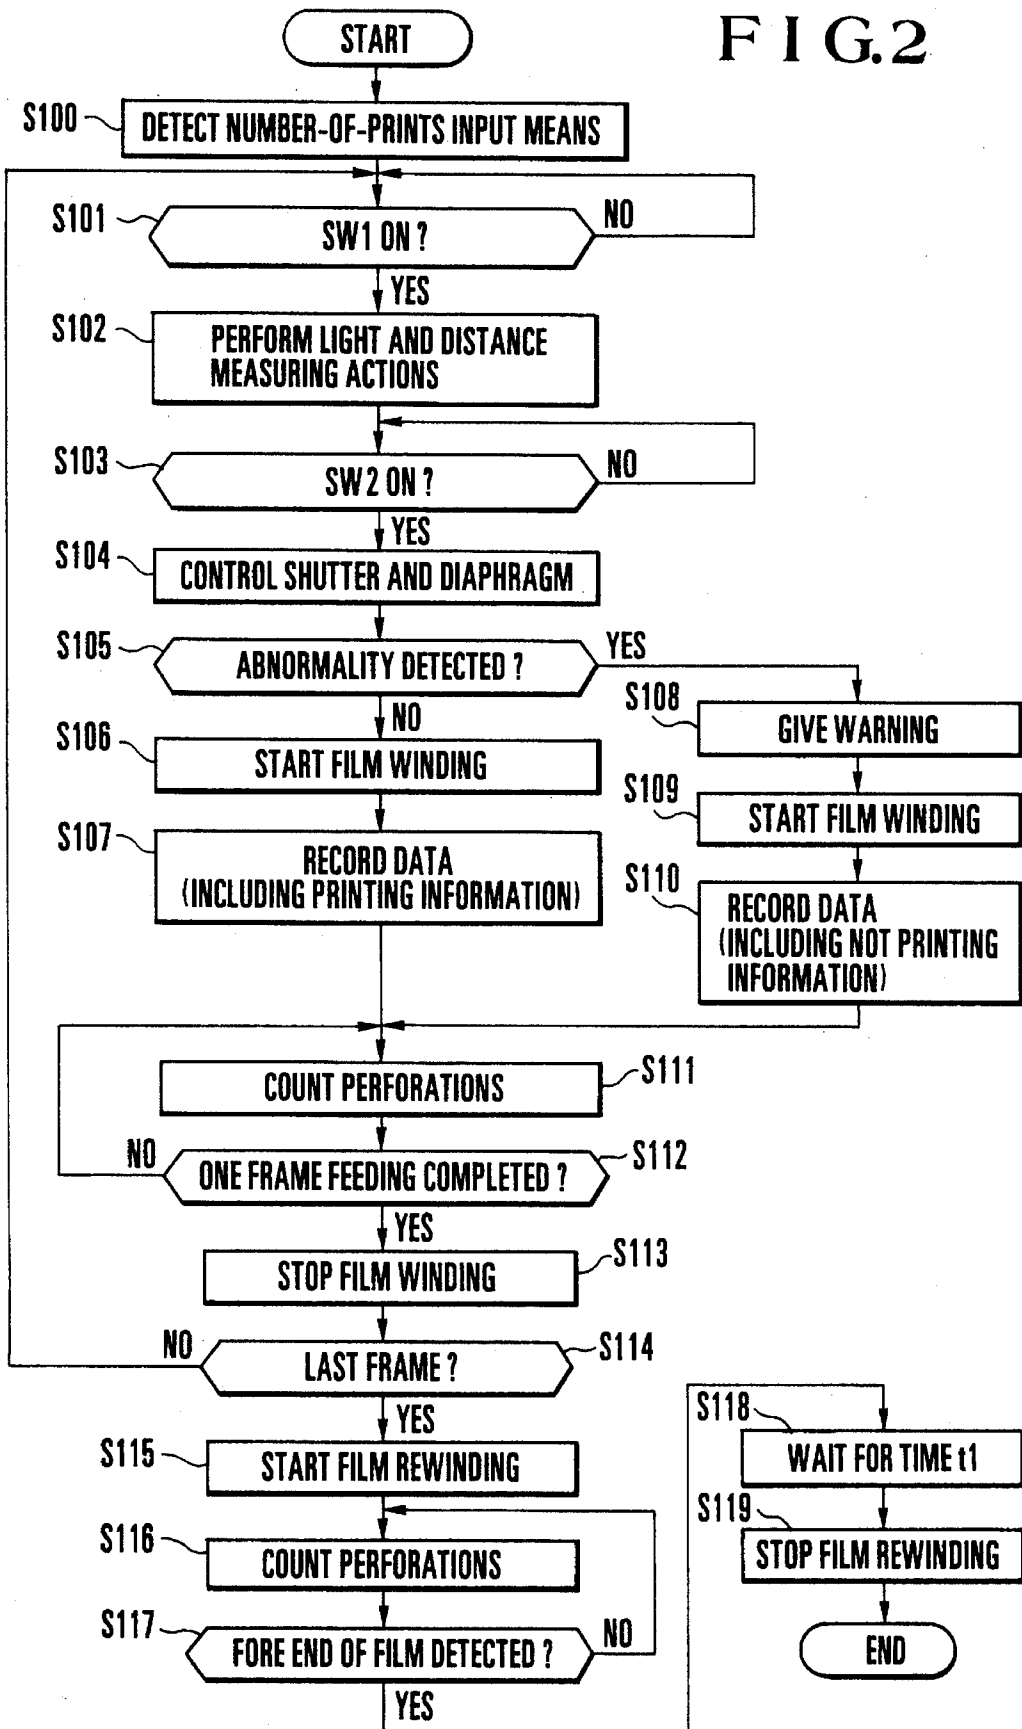 FIG.2
START
S100
DETECT NUMBER-OF-PRINTS INPUT MEANS
S101
SW1 ON ?
NO
YES
S102
PERFORM LIGHT AND DISTANCE
MEASURING ACTIONS
S103
SW2 ON ?
NO
YES
S104
CONTROL SHUTTER AND DIAPHRAGM
S105
ABNORMALITY DETECTED ?
YES
NO
S106
START FILM WINDING
S107
RECORD DATA
(INCLUDING PRINTING INFORMATION)
S108
GIVE WARNING
S109
START FILM WINDING
S110
RECORD DATA
(INCLUDING NOT PRINTING
INFORMATION)
COUNT PERFORATIONS
S111
NO
ONE FRAME FEEDING COMPLETED ?
S112
YES
STOP FILM WINDING
S113
NO
LAST FRAME ?
S114
YES
S115
START FILM REWINDING
S116
COUNT PERFORATIONS
S117
FORE END OF FILM DETECTED ?
NO
YES
S118
WAIT FOR TIME t1
S119
STOP FILM REWINDING
END